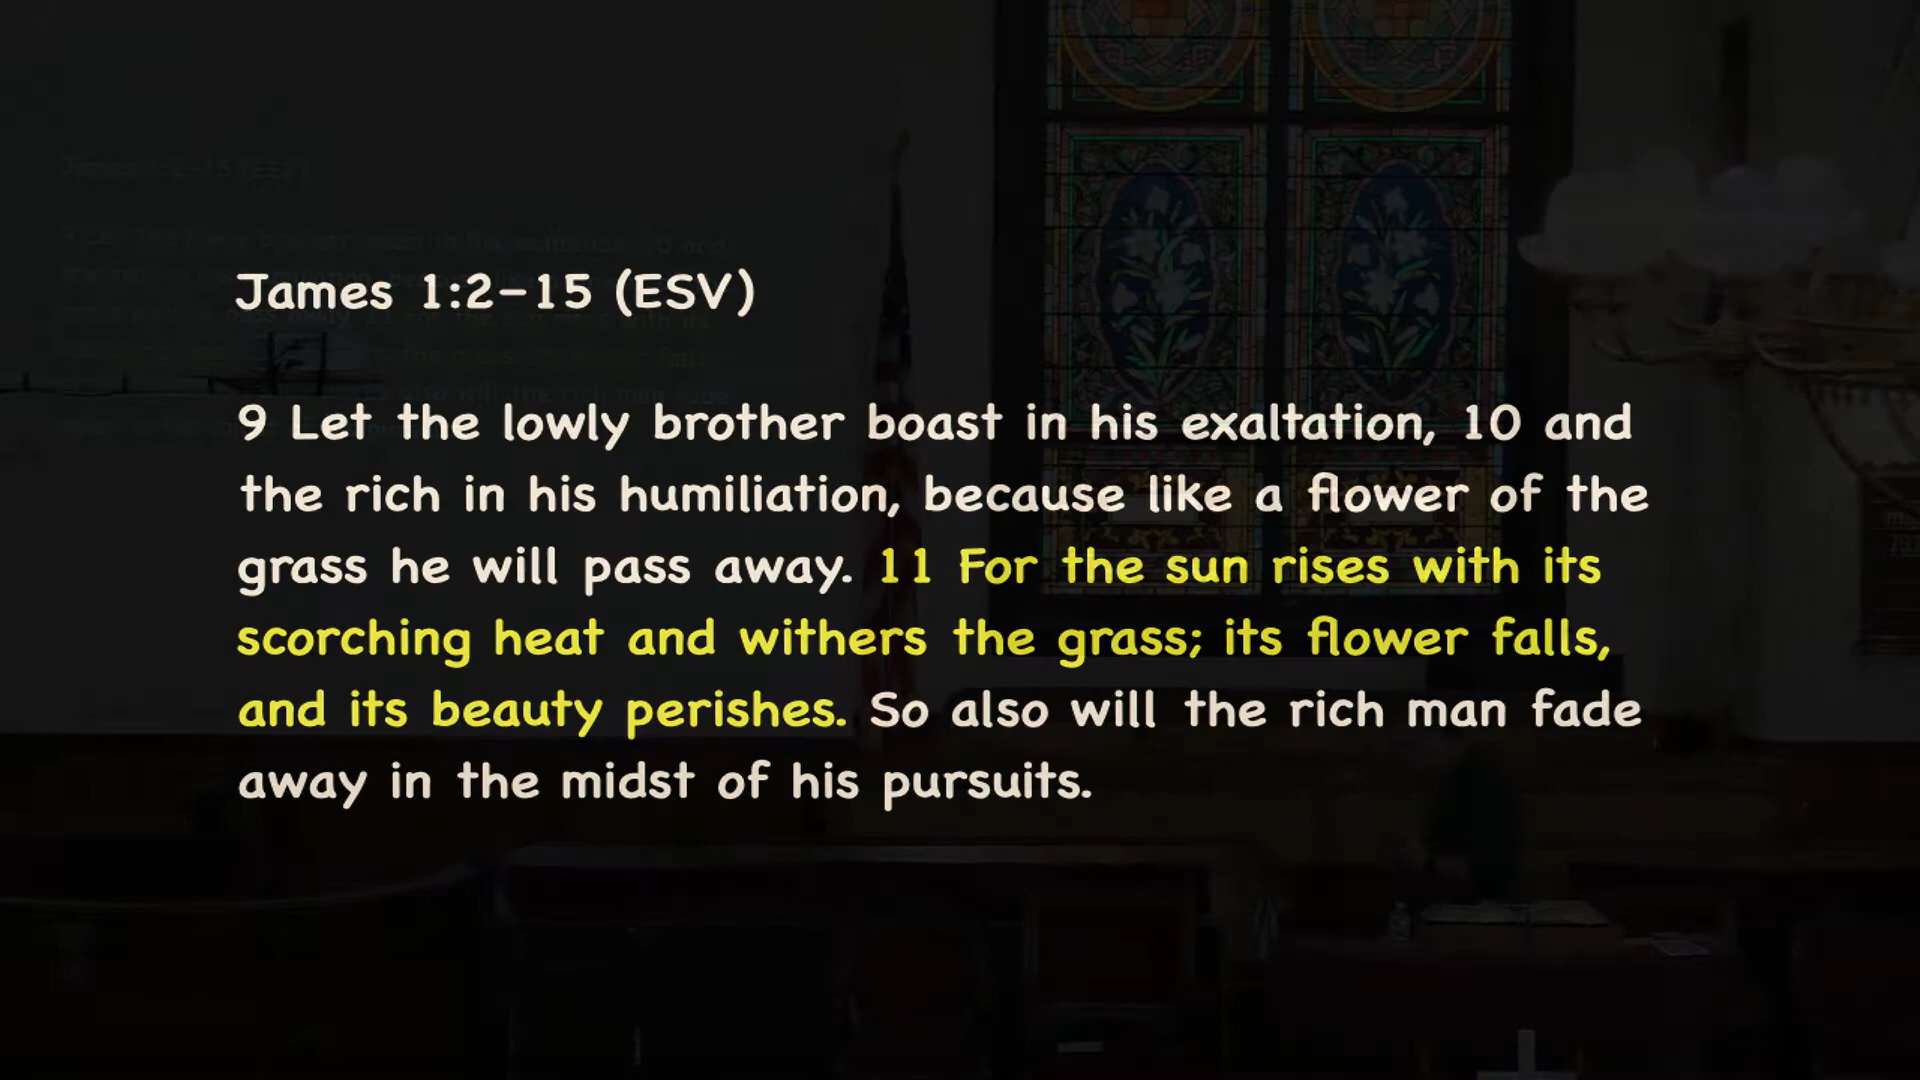 James 1:2–15 (ESV)
9 Let the lowly brother boast in his exaltation, 10 and
the rich in his humiliation, because like a flower of the
grass he will pass away. 11 For the sun rises with its
scorching heat and withers the grass; its flower falls,
and its beauty perishes. So also will the rich man fade
away in the midst of his pursuits.